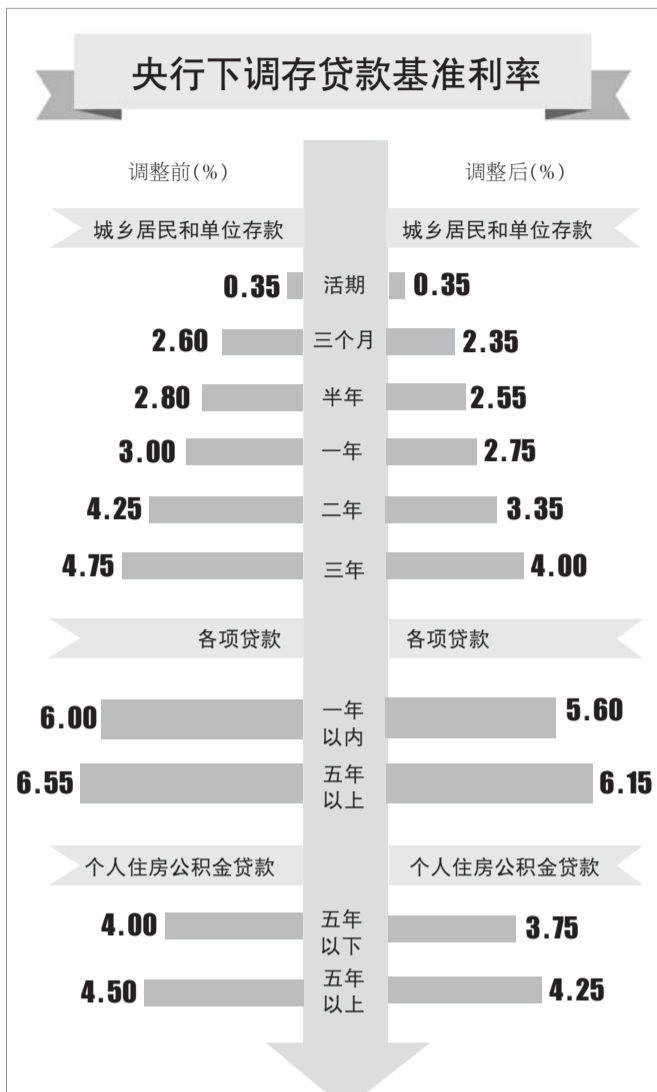 央行下调存贷款基准利率
调整前(%) 调整后(%)
城乡居民和单位存款 城乡居民和单位存款
0.35 活期 0.35
2.60 三个月 2.35
2.80 半年 2.55
3.00 一年 2.75
4.25 二年 3.35
4.75 三年 4.00
各项贷款 各项贷款
6.00 一年 5.60
以内
6.55 五年 6.15
以上
个人住房公积金贷款 个人住房公积金贷款
4.00 五年 3.75
以下
4.50 五年 4.25
以上